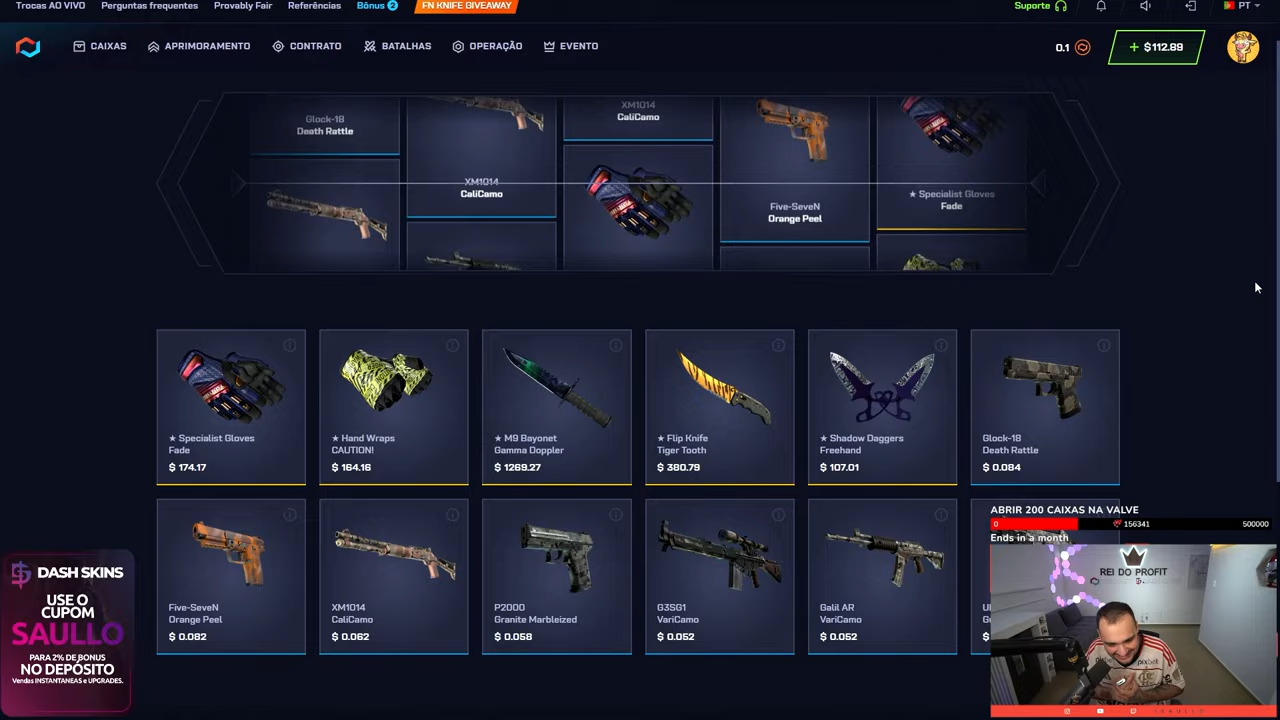 Trocas AO VIVO Perguntas frequentes Provably Fair Referências Bônus 2 FN KNIFE GIVEAWAY Suporte PT
CAIXAS APRIMORAMENTO CONTRATO BATALHAS OPERAÇÃO EVENTO 0.1 + $112.89
Glock-18
Death Rattle
XM1014
CaliCamo
XM1014
CaliCamo
Five-SeveN
Orange Peel
★ Specialist Gloves
Fade
★ Specialist Gloves
Fade
$ 174.17
★ Hand Wraps
CAUTION!
$ 164.16
★ M9 Bayonet
Gamma Doppler
$ 1269.27
★ Flip Knife
Tiger Tooth
$ 380.79
★ Shadow Daggers
Freehand
$ 107.01
Glock-18
Death Rattle
$ 0.084
Five-SeveN
Orange Peel
$ 0.082
XM1014
CaliCamo
$ 0.062
P2000
Granite Marbleized
$ 0.058
G3SG1
VariCamo
$ 0.052
Galil AR
VariCamo
$ 0.052
$
ABRIR 200 CAIXAS NA VALVE
0 156341 500000
Ends in a month
REI DO PROFIT
pixbet
DASH SKINS
USE O
CUPOM
SAULLO
PARA 2% DE BONUS
NO DEPÓSITO
Vendas INSTANTANEAS e UPGRADES.